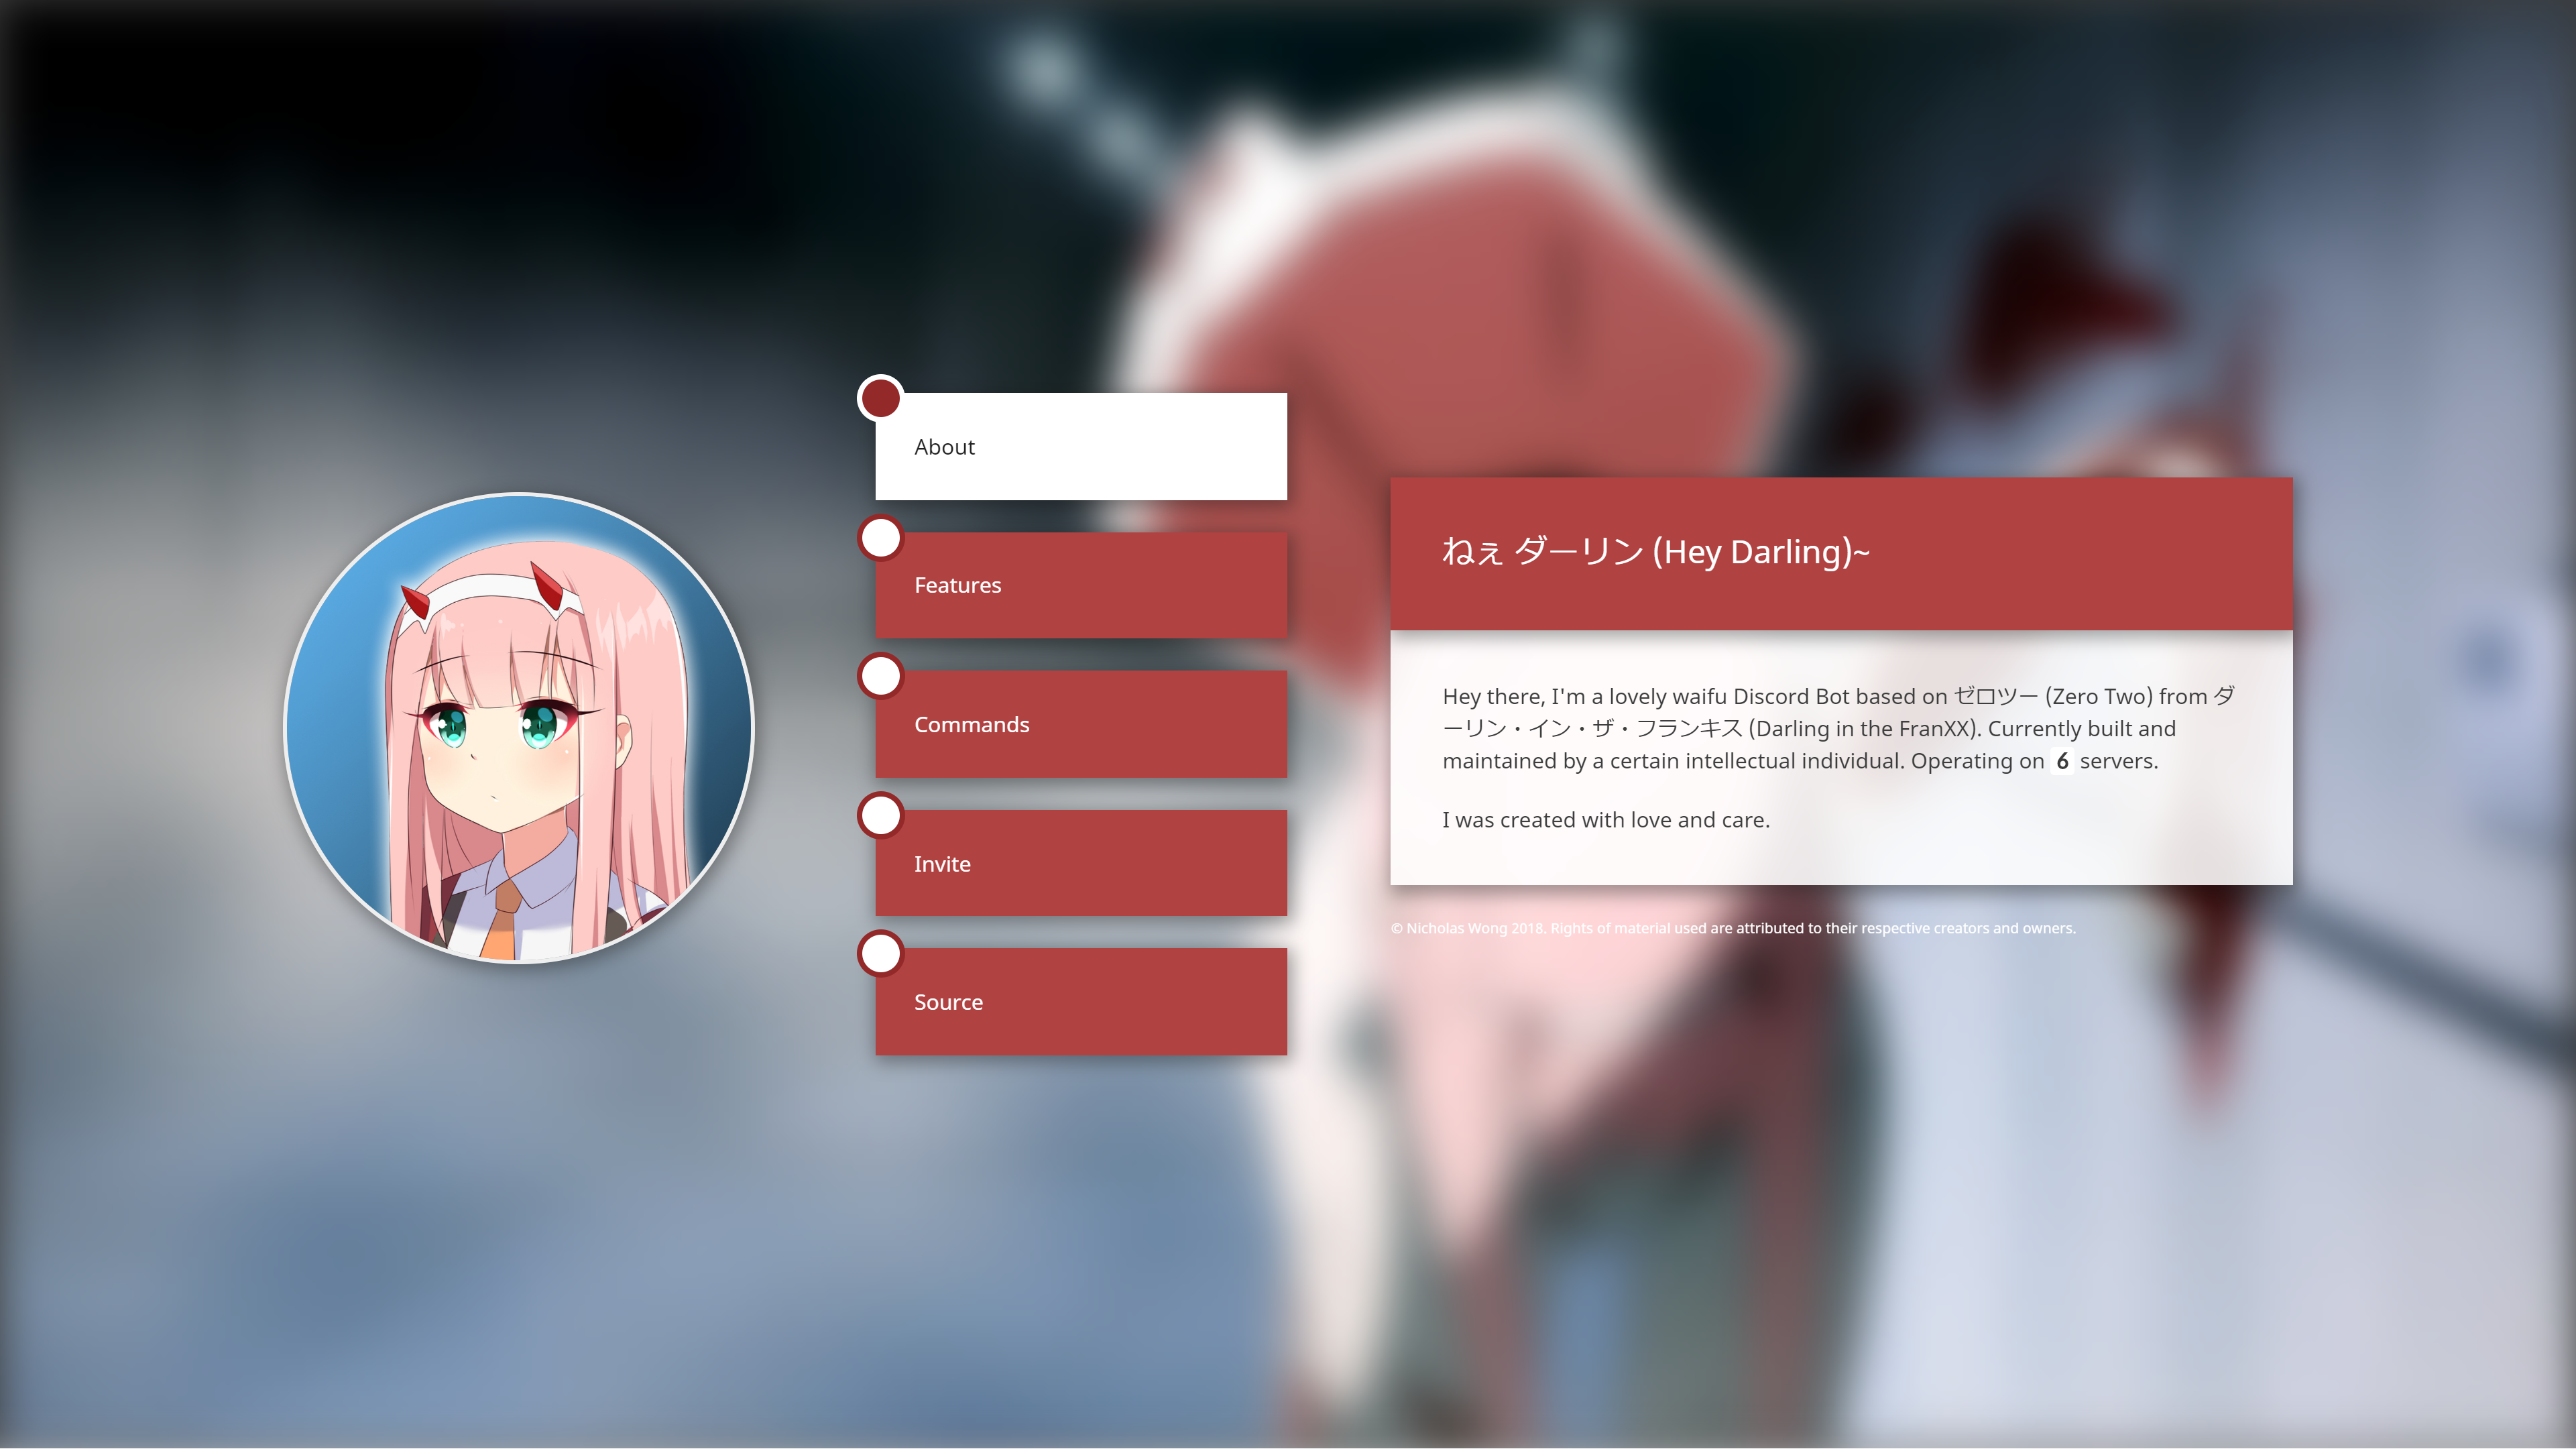 About
Features
Commands
Invite
Source
ねぇ ダーリン (Hey Darling)~
Hey there, I'm a lovely waifu Discord Bot based on ゼロツー (Zero Two) from ダ
ーリン・イン・ザ・フランキス (Darling in the FranXX). Currently built and
maintained by a certain intellectual individual. Operating on 6 servers.
I was created with love and care.
© Nicholas Wong 2018. Rights of material used are attributed to their respective creators and owners.